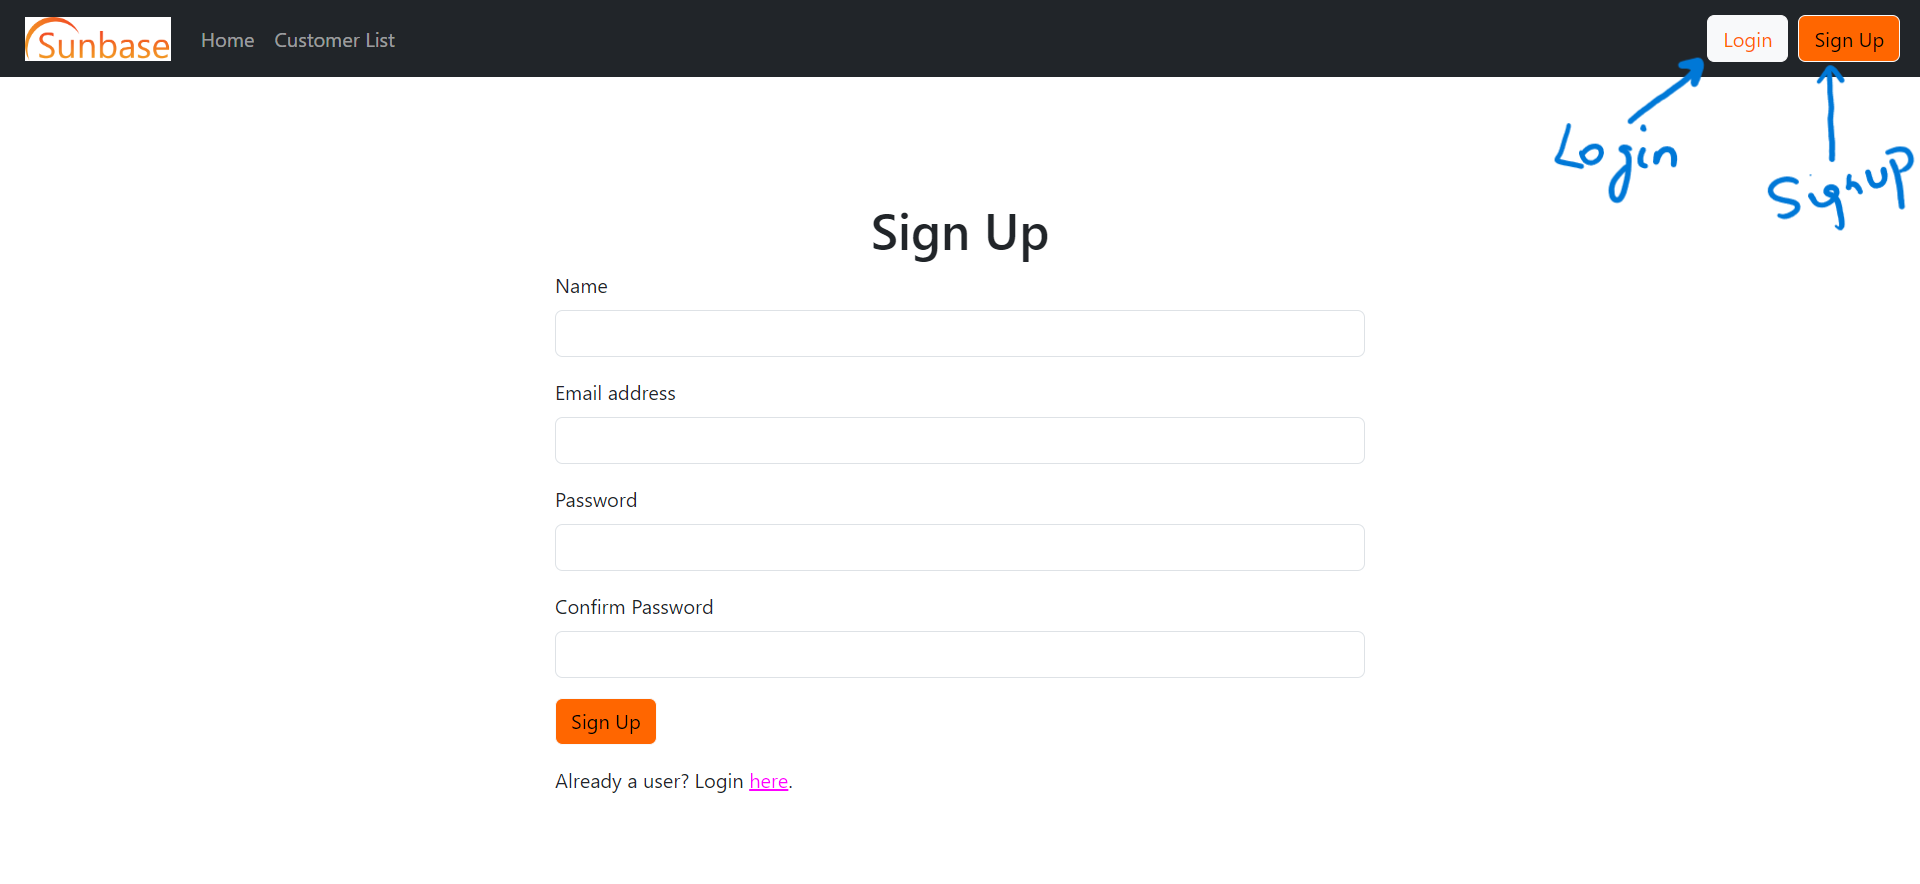 Sunbase Home Customer List Login Sign Up
Login
Signup
Sign Up
Name
Email address
Password
Confirm Password
Sign Up
Already a user? Login here.